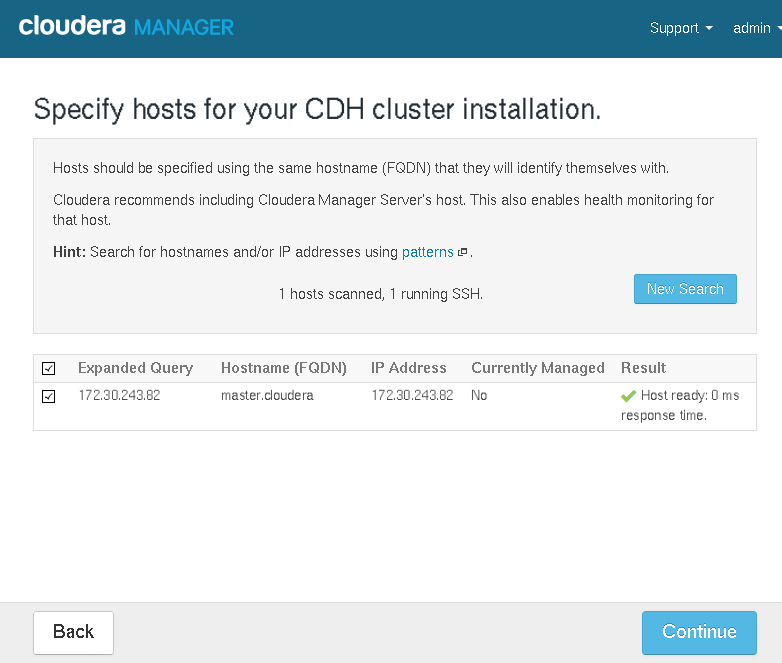 cloudera MANAGER
Support admin
Specify hosts for your CDH cluster installation.
Hosts should be specified using the same hostname (FQDN) that they will identify themselves with.
Cloudera recommends including Cloudera Manager Server's host. This also enables health monitoring for
that host.
Hint: Search for hostnames and/or IP addresses using patterns .
1 hosts scanned, 1 running SSH.
New Search
Expanded Query Hostname (FQDN) IP Address Currently Managed Result
172.30.243.82 master.cloudera 172.30.243.82 No Host ready: 0 ms
response time.
Back
Continue